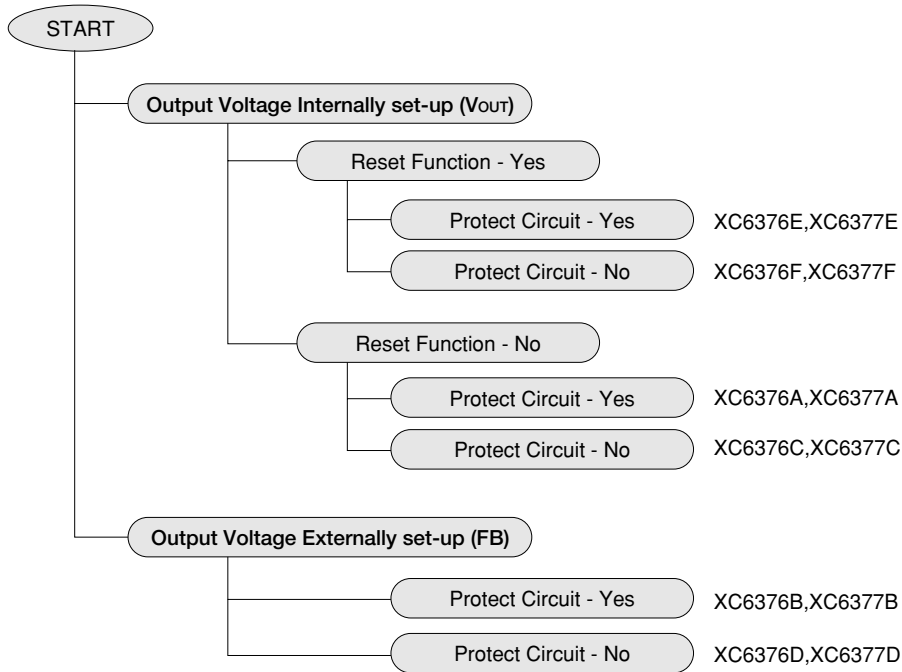 START
Output Voltage Internally set-up (VOUT)
Reset Function - Yes
Protect Circuit - Yes XC6376E,XC6377E
Protect Circuit - No XC6376F,XC6377F
Reset Function - No
Protect Circuit - Yes XC6376A,XC6377A
Protect Circuit - No XC6376C,XC6377C
Output Voltage Externally set-up (FB)
Protect Circuit - Yes XC6376B,XC6377B
Protect Circuit - No XC6376D,XC6377D